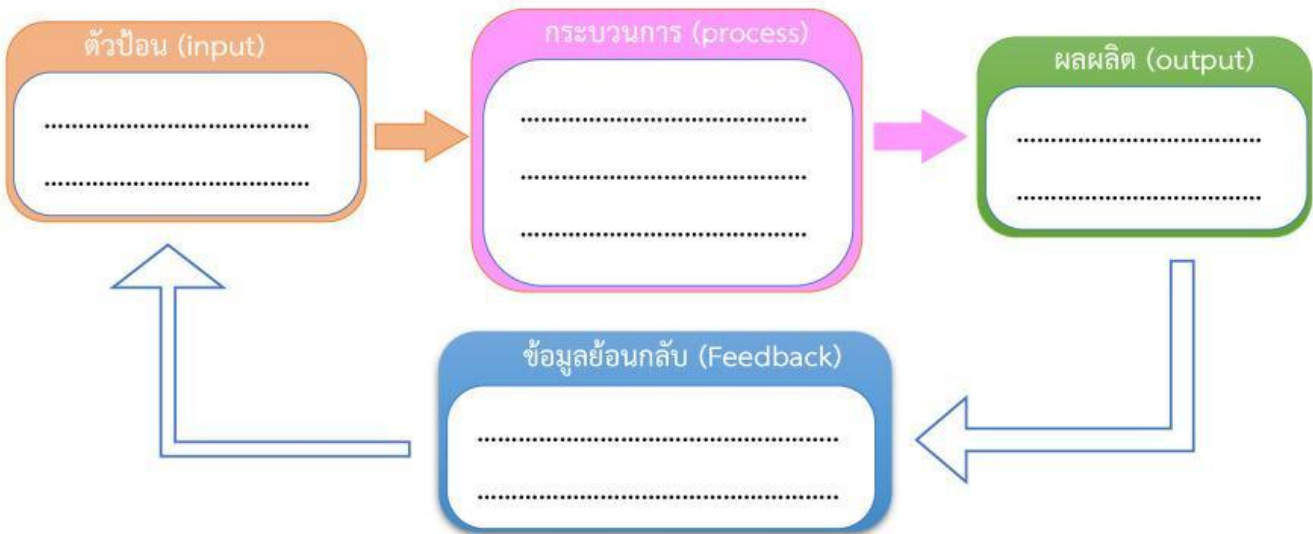 ตัวป้อน (input)
กระบวนการ (process)
ผลผลิต (output)
ข้อมูลย้อนกลับ (Feedback)